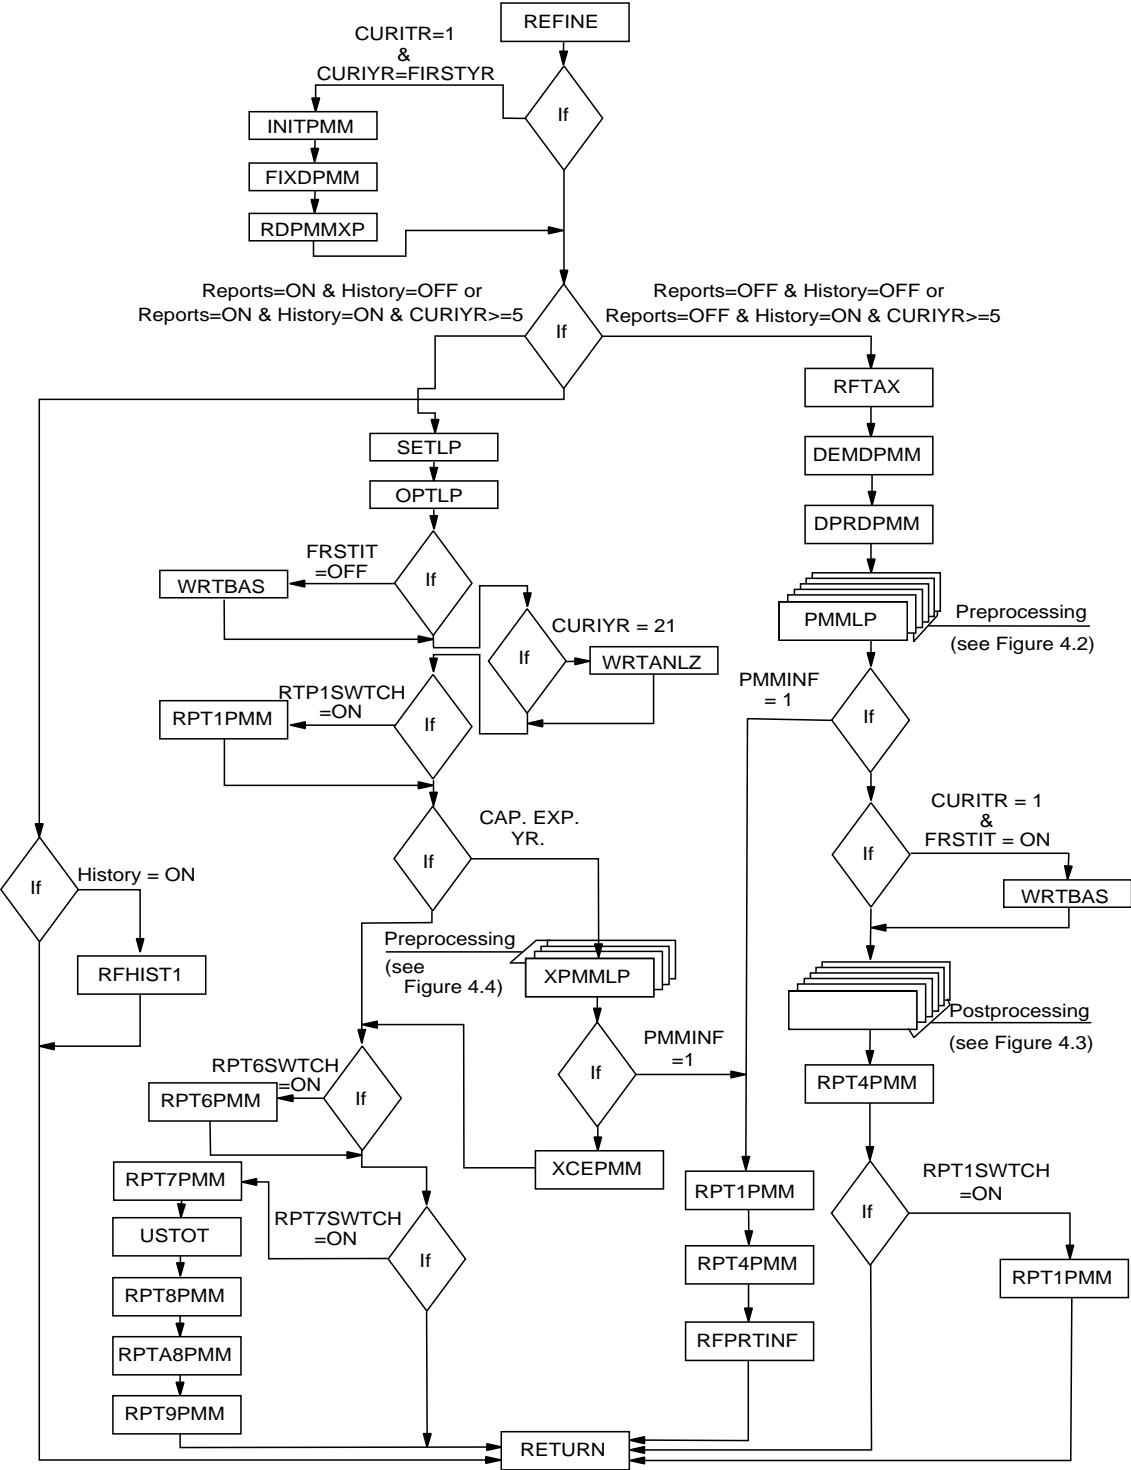 REFINE
CURITR=1
&
CURIYR=FIRSTYR
If
INITPMM
FIXDPMM
RDPMMXP
Reports=ON & History=OFF or
Reports=ON & History=ON & CURIYR>=5
Reports=OFF & History=OFF or
Reports=OFF & History=ON & CURIYR>=5
If
RFTAX
SETLP
DEMDPMM
OPTLP
DPRDPMM
FRSTIT
=OFF
If
WRTBAS
PMMLP
Preprocessing
(see Figure 4.2)
CURIYR = 21
If
WRTANLZ
RTP1SWTCH
=ON
RPT1PMM
If
PMMINF
= 1
If
CAP. EXP.
YR.
If
CURITR = 1
&
FRSTIT = ON
If
WRTBAS
If
History = ON
RFHIST1
Preprocessing
(see
Figure 4.4)
XPMMLP
Postprocessing
(see Figure 4.3)
PMMINF
=1
If
RPT6SWTCH
=ON
RPT6PMM
If
RPT4PMM
XCEPMM
RPT7PMM
RPT1PMM
RPT1SWTCH
=ON
If
USTOT
RPT7SWTCH
=ON
If
RPT4PMM
RPT1PMM
RPT8PMM
RFPRTINF
RPTA8PMM
RPT9PMM
RETURN